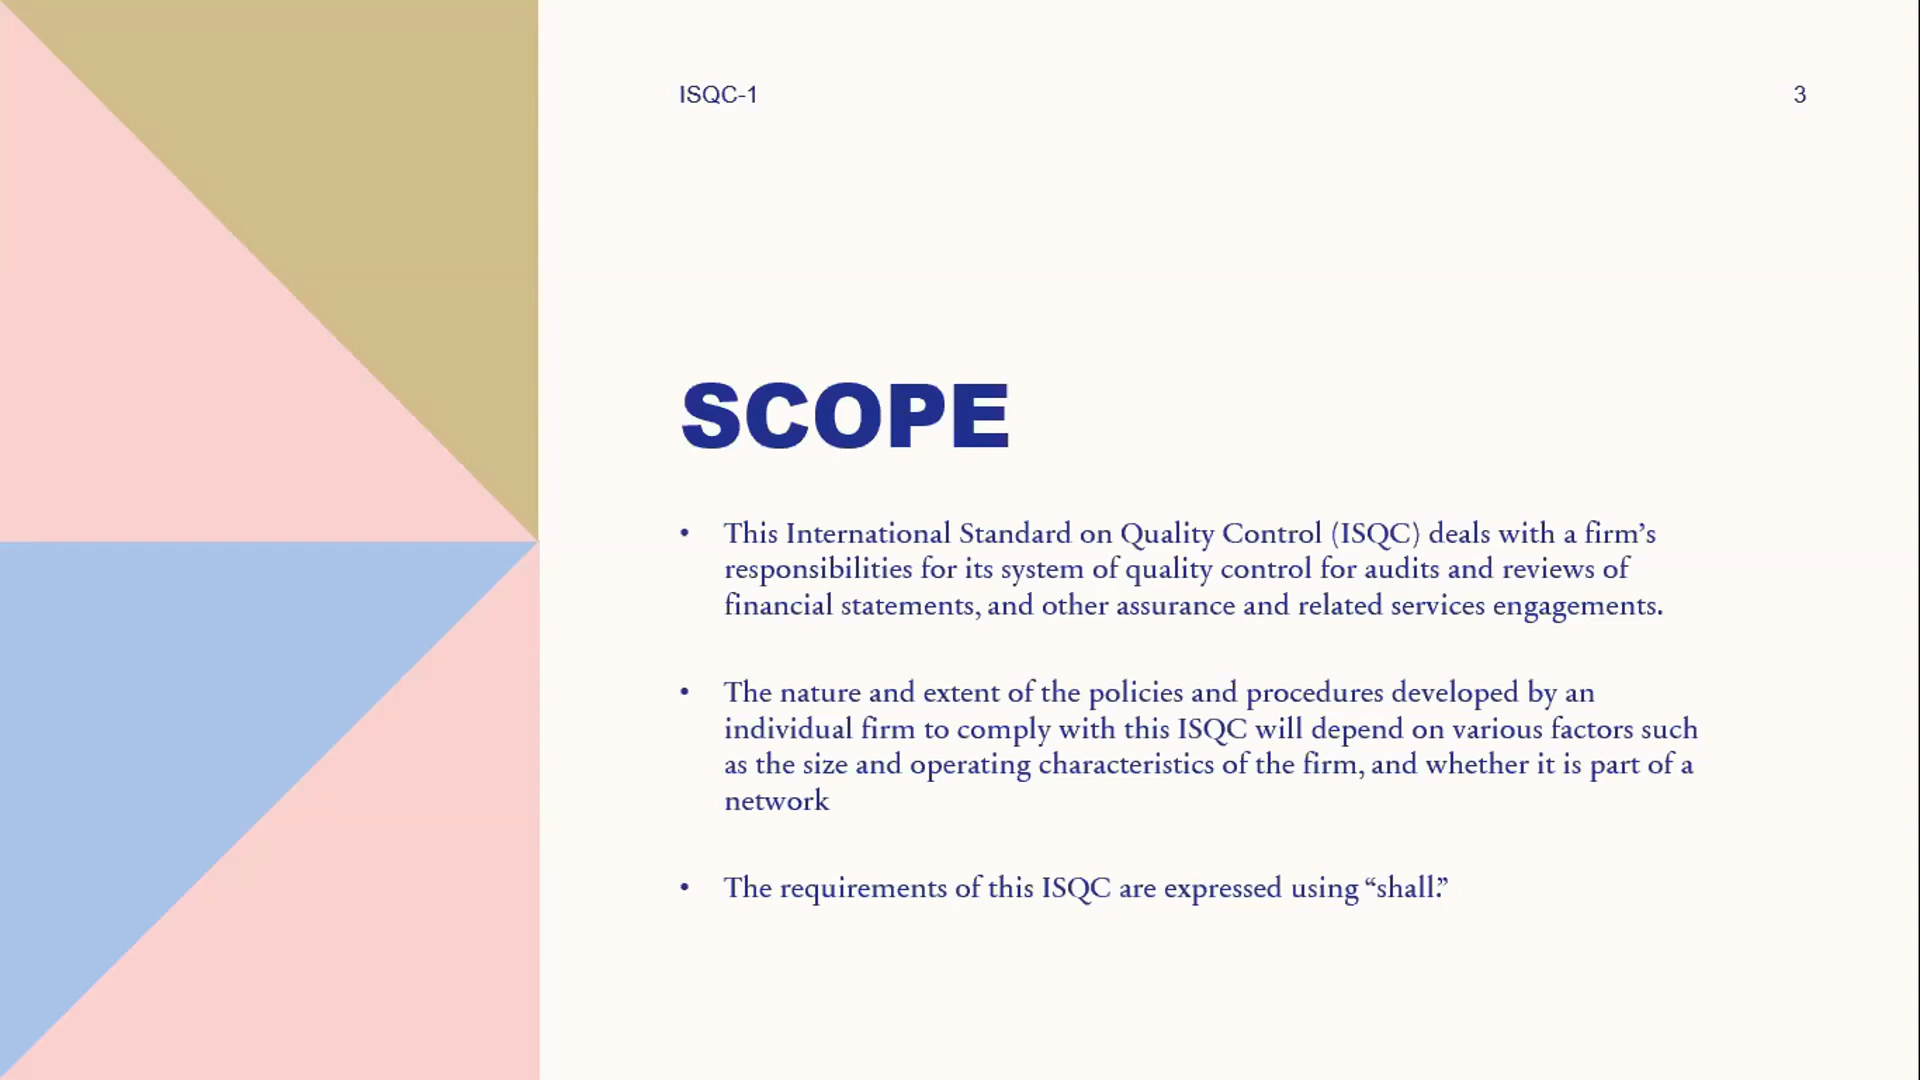 ISQC-1
3
SCOPE
• This International Standard on Quality Control (ISQC) deals with a firm’s
responsibilities for its system of quality control for audits and reviews of
financial statements, and other assurance and related services engagements.
• The nature and extent of the policies and procedures developed by an
individual firm to comply with this ISQC will depend on various factors such
as the size and operating characteristics of the firm, and whether it is part of a
network
• The requirements of this ISQC are expressed using “shall.”